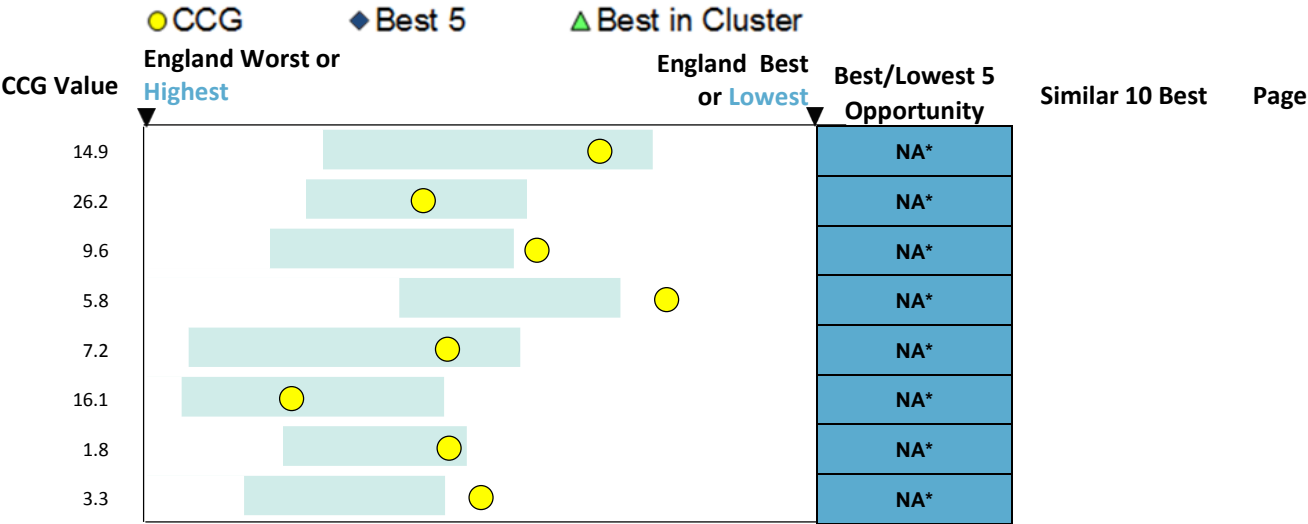 CCG Best 5 Best in Cluster
England Worst or
Highest
England Best
or Lowest
CCG Value
Best/Lowest 5
Opportunity
Similar 10 Best
Page
14.9 NA*
26.2 NA*
9.6 NA*
5.8 NA*
7.2 NA*
16.1 NA*
1.8 NA*
3.3 NA*